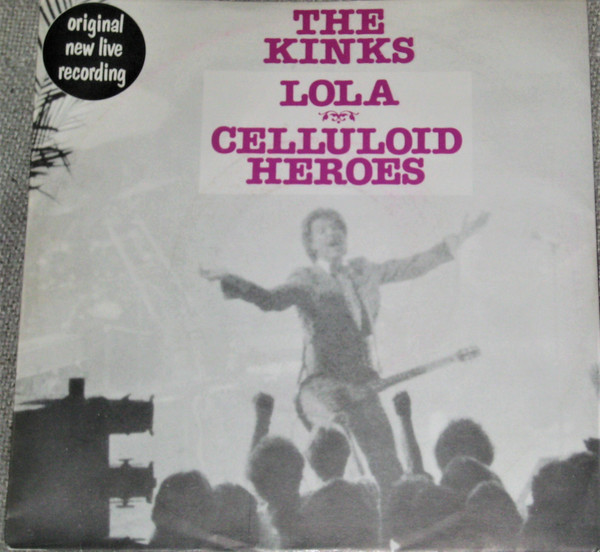 original
new live
recording
THE
KINKS
LOLA
CELLULOID
HEROES